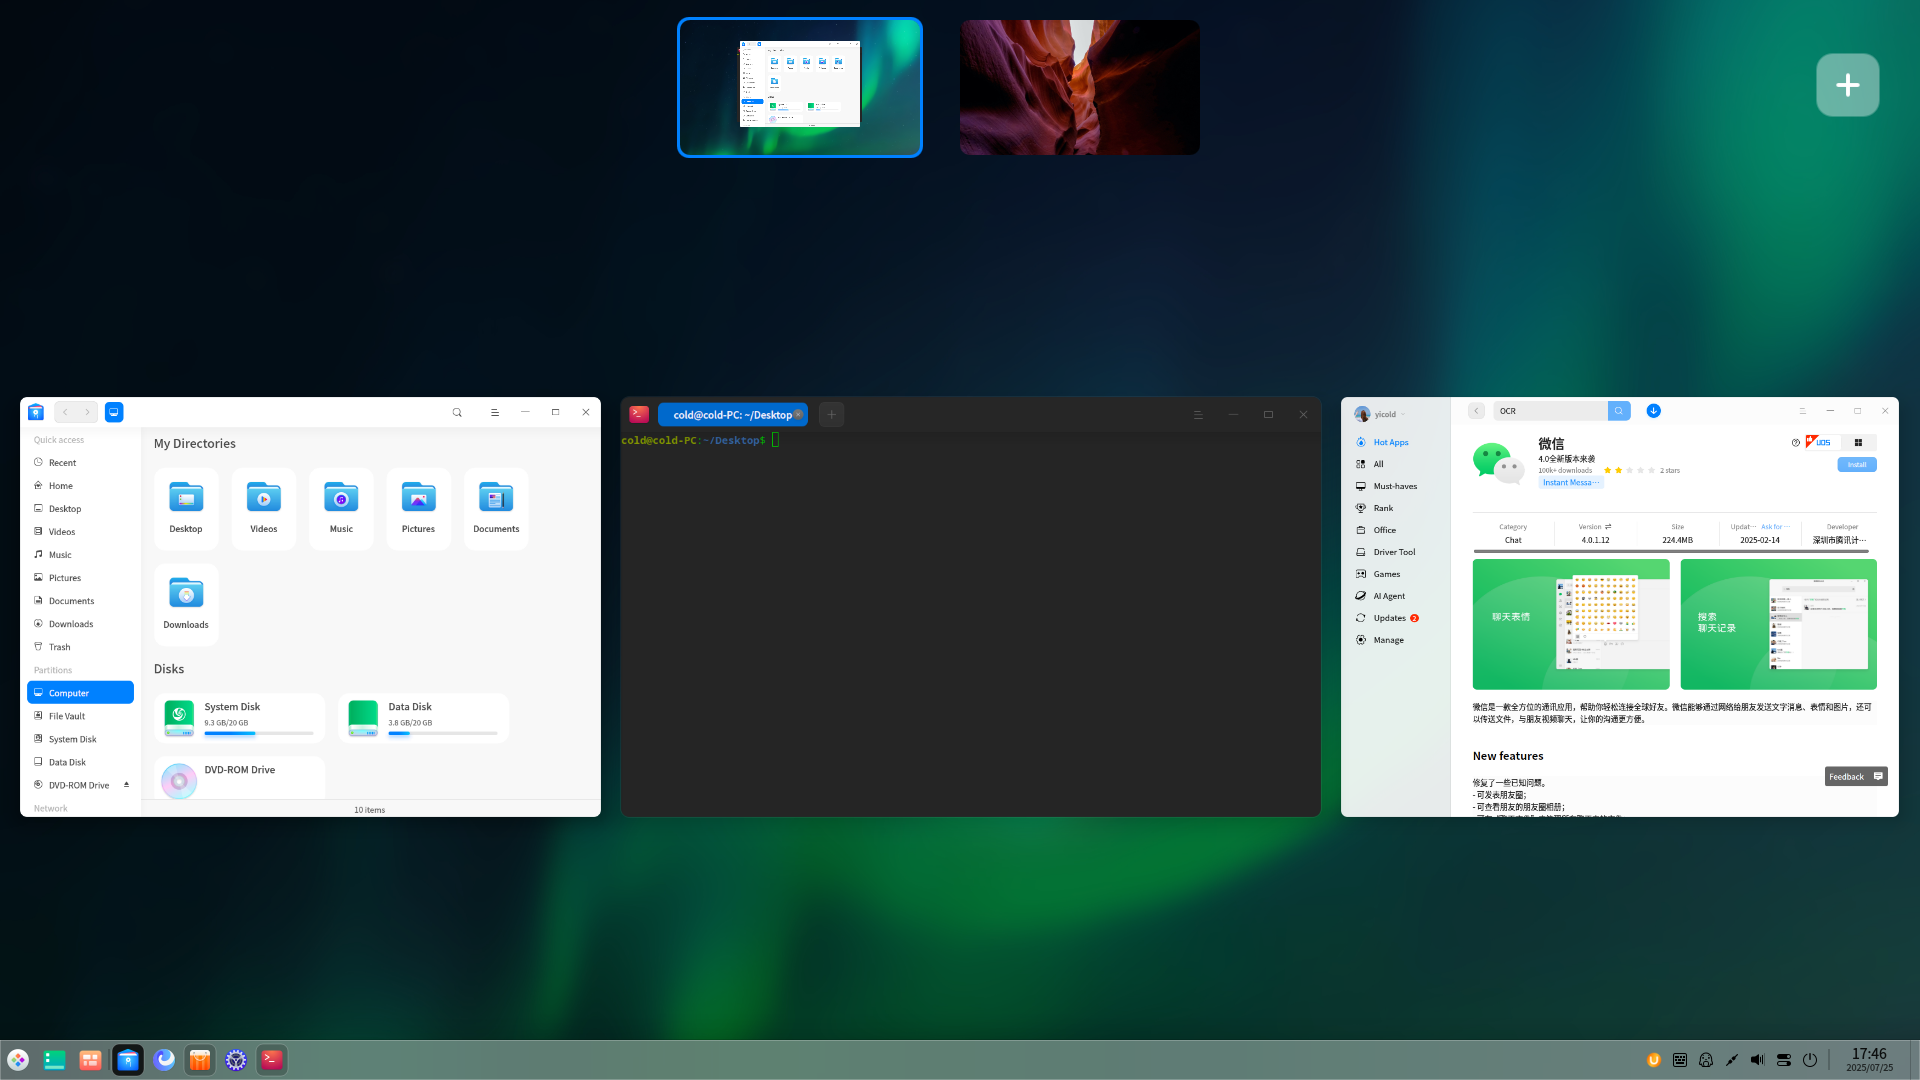 Quick access
Recent
Home
Desktop
Videos
Music
Pictures
Documents
Downloads
Trash
Partitions
Computer
File Vault
System Disk
Data Disk
DVD-ROM Drive
Network
My Directories
Desktop
Videos
Music
Pictures
Documents
Downloads
Disks
System Disk
9.3 GB/20 GB
Data Disk
3.8 GB/20 GB
DVD-ROM Drive
10 items
cold@cold-PC: ~/Desktop
cold@cold-PC:~/Desktop$
yicold
Hot Apps
All
Must-haves
Rank
Office
Driver Tool
Games
AI Agent
Updates 2
Manage
OCR
微信
4.0全新版本来袭
100k+ downloads 2 stars
Instant Messa···
UOS
Install
Category
Chat
Version
4.0.1.12
Size
224.4MB
Updat··· Ask for ···
2025-02-14
Developer
深圳市腾讯计···
聊天表情
搜索
聊天记录
微信是一款全方位的通讯应用，帮助你轻松连接全球好友。微信能够通过网络给朋友发送文字消息、表情和图片，还可
以传送文件，与朋友视频聊天，让你的沟通更方便。
New features
修复了一些已知问题。
- 可发表朋友圈；
- 可查看朋友的朋友圈相册；
Feedback
17:46
2025/07/25